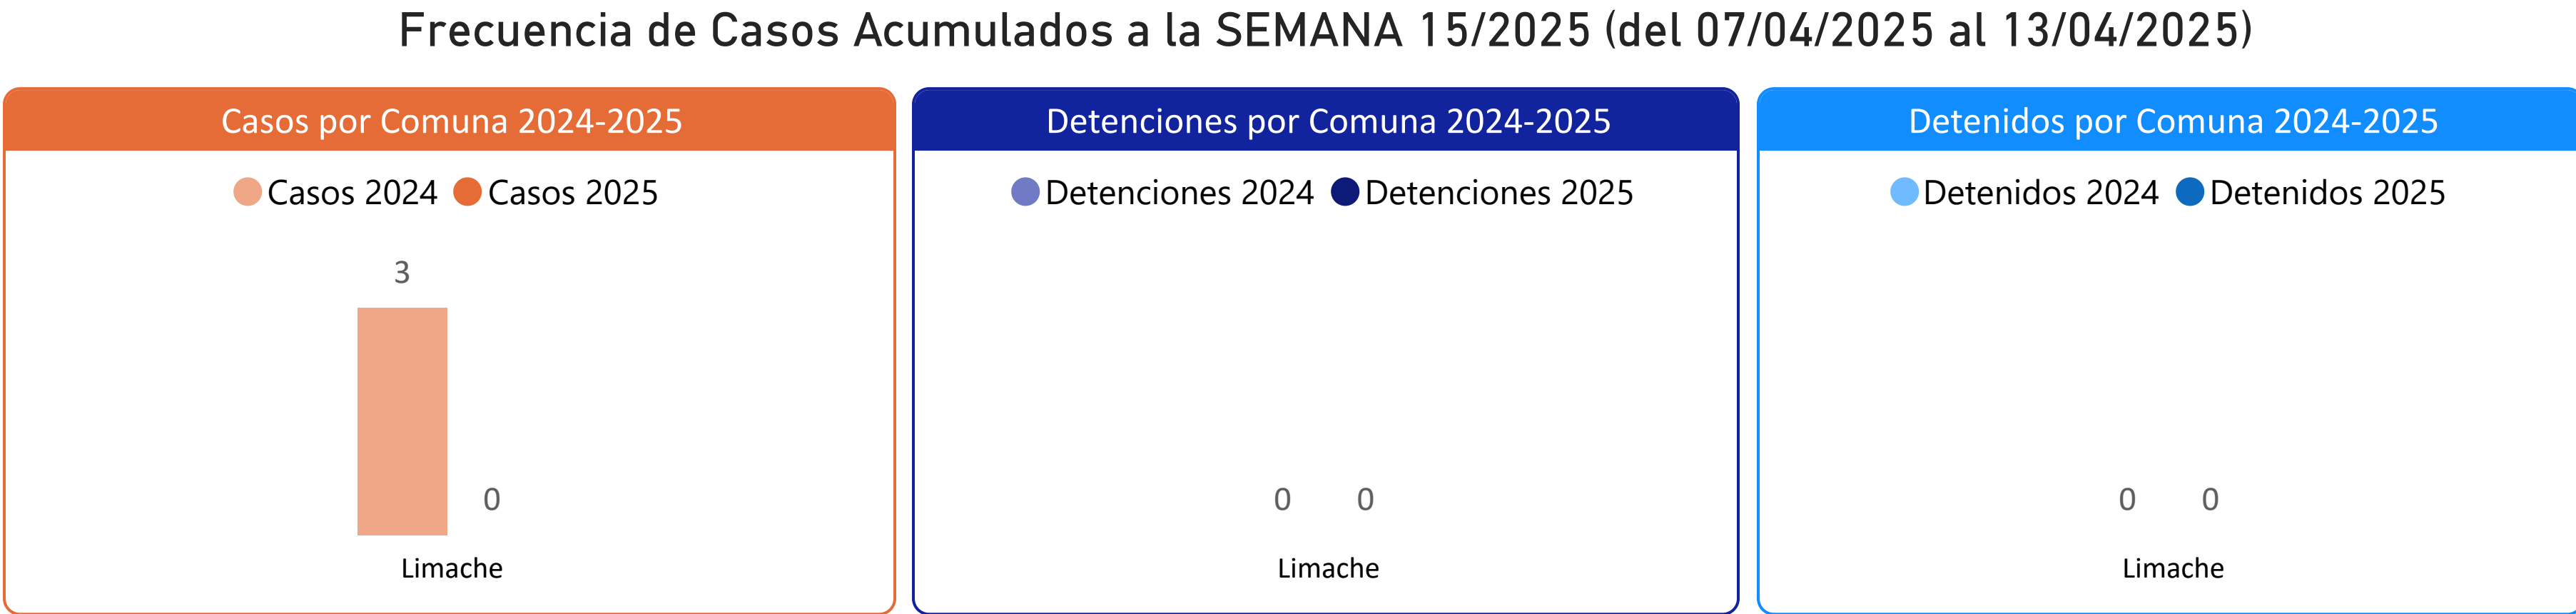 Frecuencia de Casos Acumulados a la SEMANA 15/2025 (del 07/04/2025 al 13/04/2025)
Casos por Comuna 2024-2025
Casos 2024 Casos 2025
3
0
Limache
Detenciones por Comuna 2024-2025
Detenciones 2024 Detenciones 2025
0 0
Limache
Detenidos por Comuna 2024-2025
Detenidos 2024 Detenidos 2025
0 0
Limache